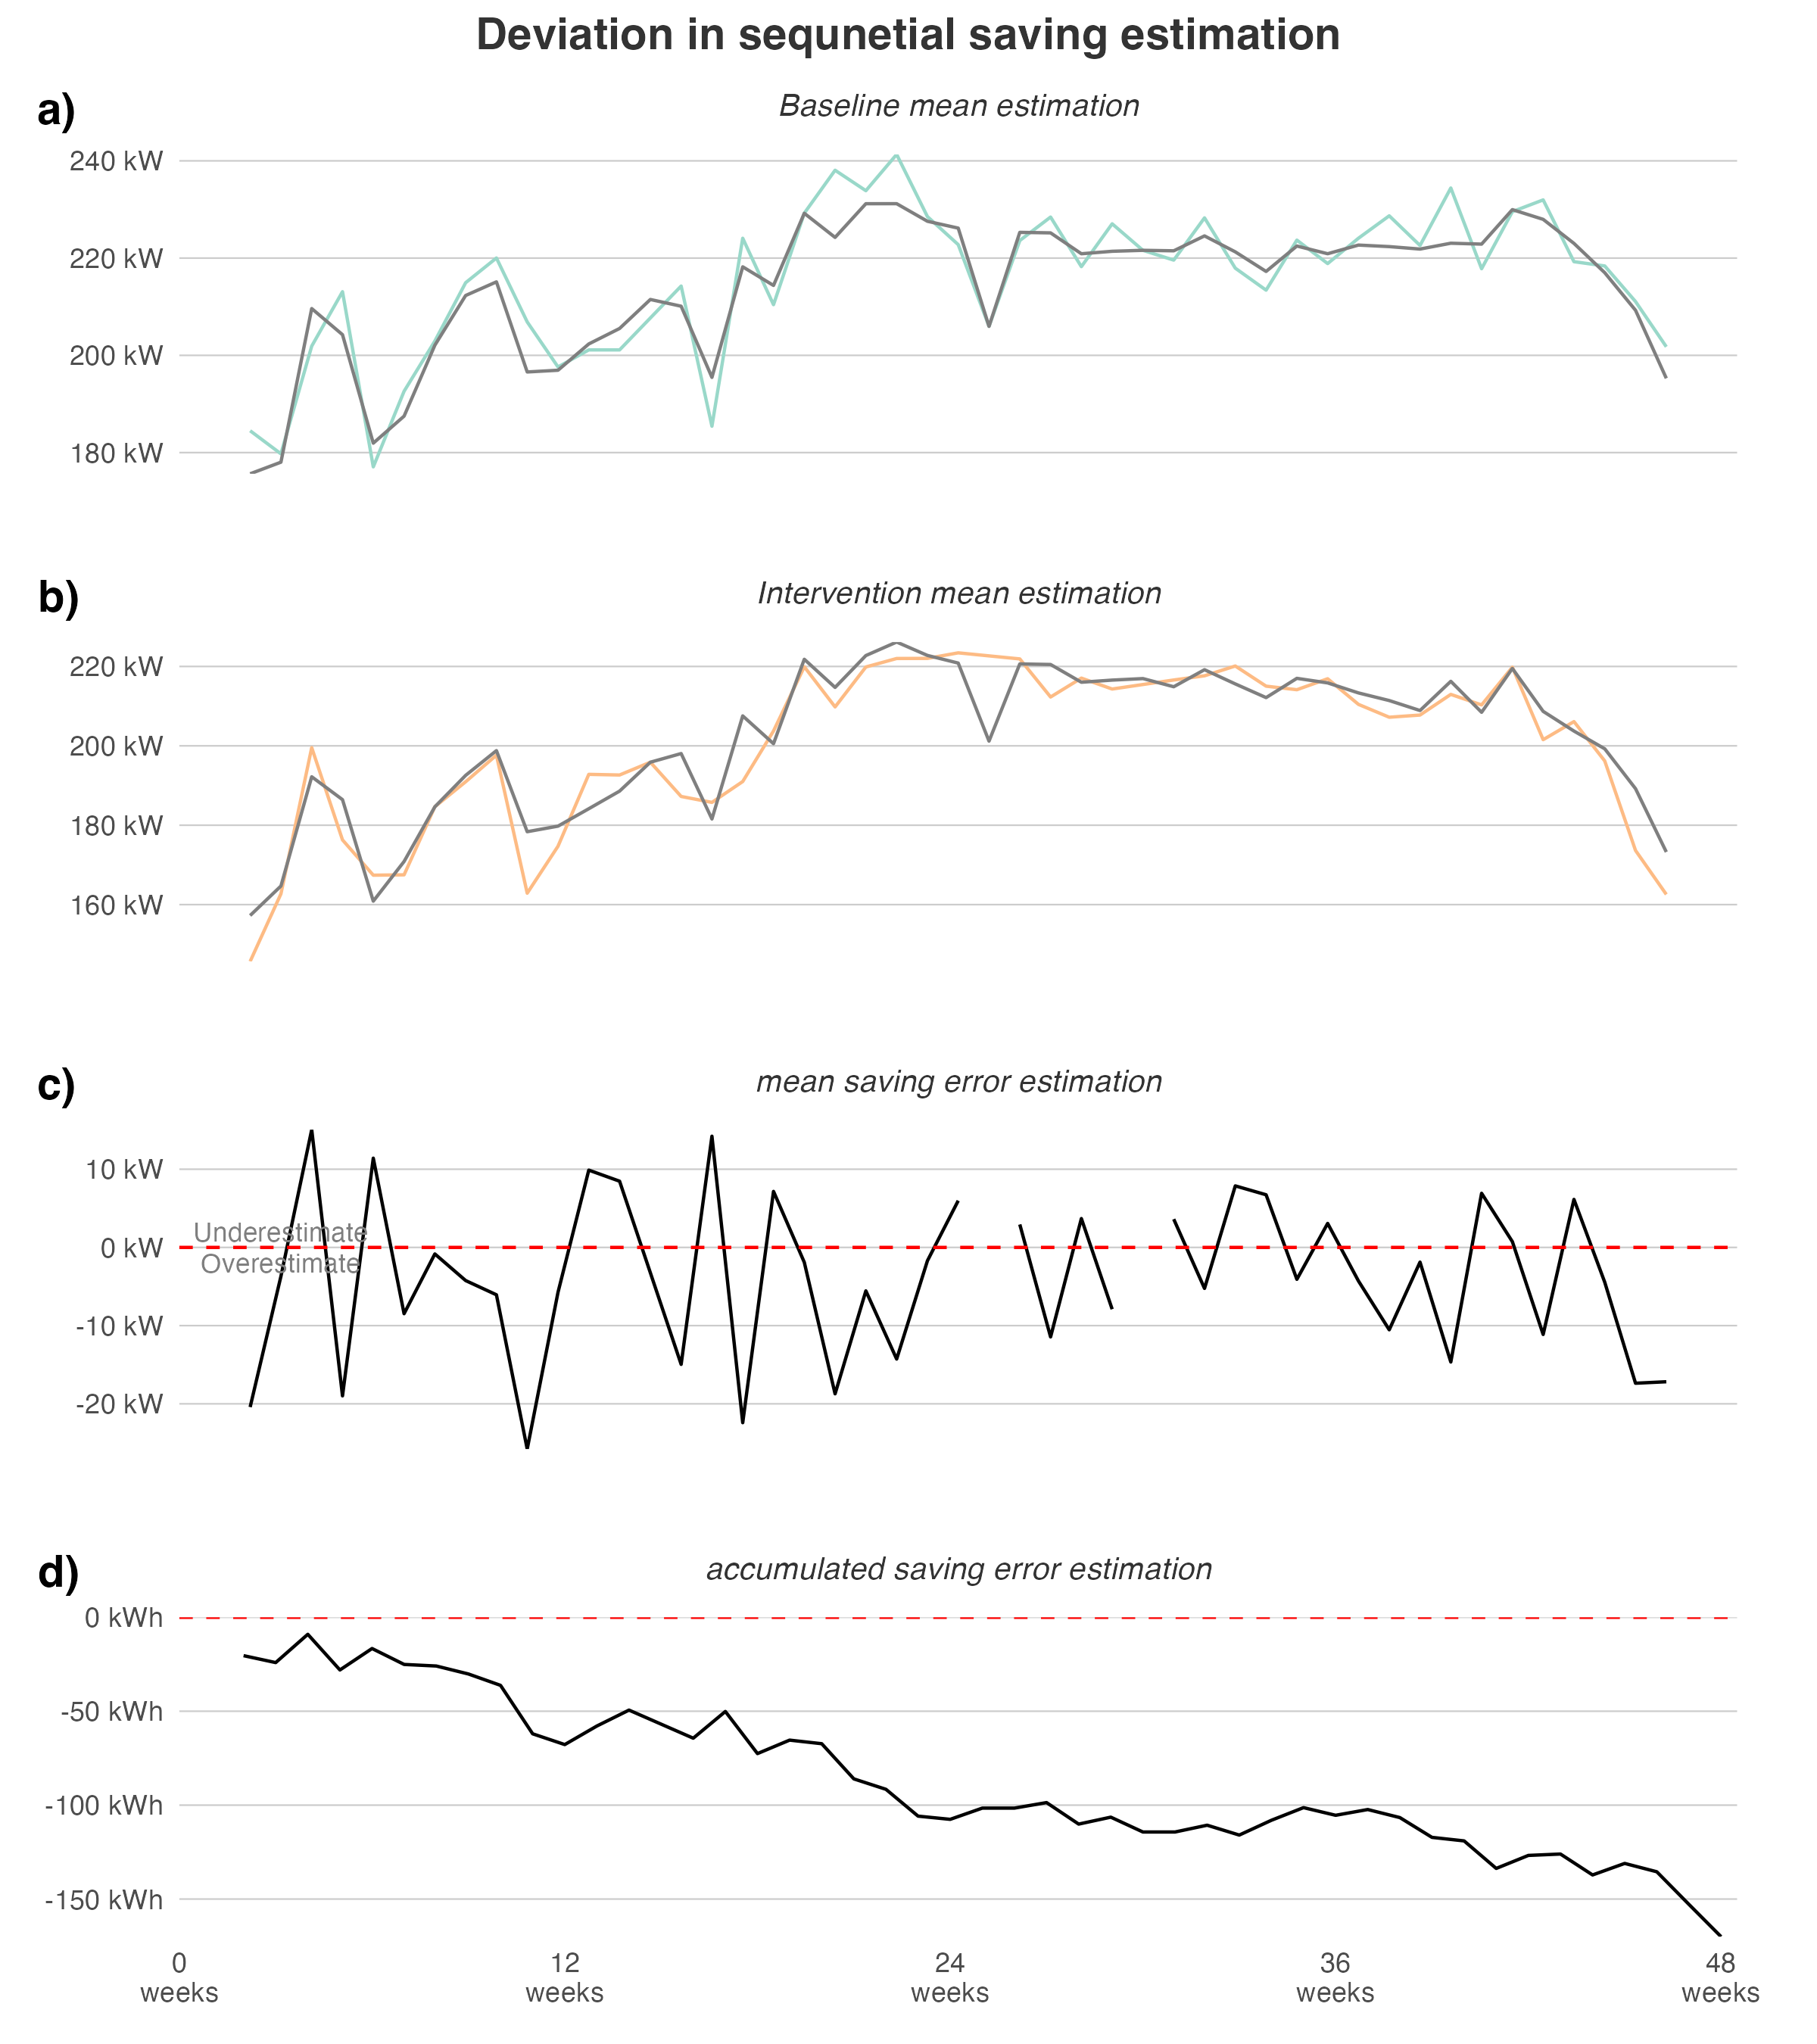 Deviation in sequnetial saving estimation
a)
Baseline mean estimation
240 kW
220 kW
200 kW
180 kW
b)
Intervention mean estimation
220 kW
200 kW
180 kW
160 kW
c)
mean saving error estimation
10 kW
Underestimate
0 kW
Overestimate
-10 kW
-20 kW
d)
accumulated saving error estimation
0 kWh
-50 kWh
-100 kWh
-150 kWh
0 12 24 36 48
weeks weeks weeks weeks weeks